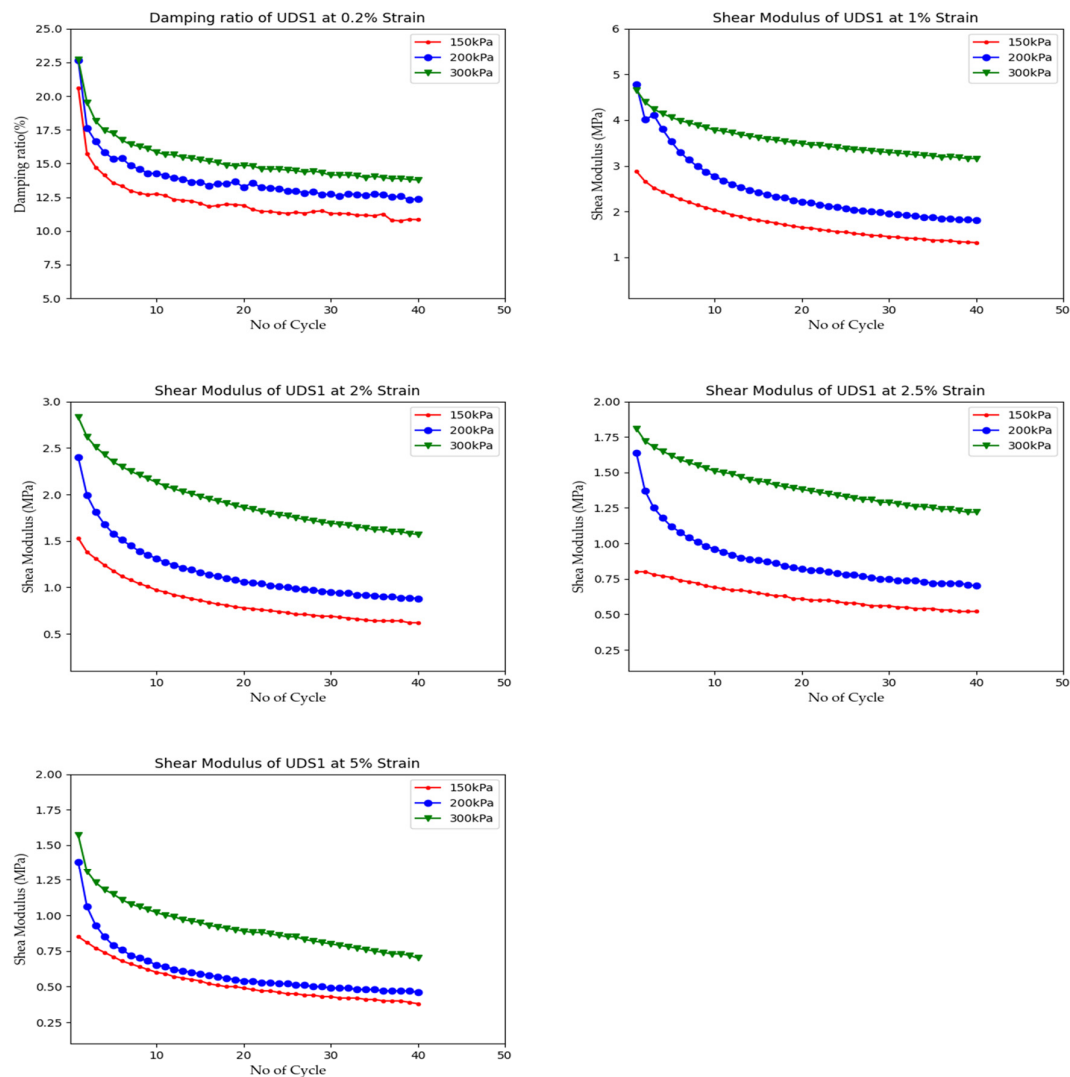 Damping ratio of UDS1 at 0.2% Strain
Damping ratio(%)
25.0
22.5
20.0
17.5
15.0
12.5
10.0
7.5
5.0
150kPa
200kPa
300kPa
10 20 30 40 50
No of Cycle
Shear Modulus of UDS1 at 1% Strain
Shea Modulus (MPa)
6
5
4
3
2
1
150kPa
200kPa
300kPa
10 20 30 40 50
No of Cycle
Shear Modulus of UDS1 at 2% Strain
Shea Modulus (MPa)
3.0
2.5
2.0
1.5
1.0
0.5
150kPa
200kPa
300kPa
10 20 30 40 50
No of Cycle
Shear Modulus of UDS1 at 2.5% Strain
Shea Modulus (MPa)
2.00
1.75
1.50
1.25
1.00
0.75
0.50
0.25
150kPa
200kPa
300kPa
10 20 30 40 50
No of Cycle
Shear Modulus of UDS1 at 5% Strain
Shea Modulus (MPa)
2.00
1.75
1.50
1.25
1.00
0.75
0.50
0.25
150kPa
200kPa
300kPa
10 20 30 40 50
No of Cycle